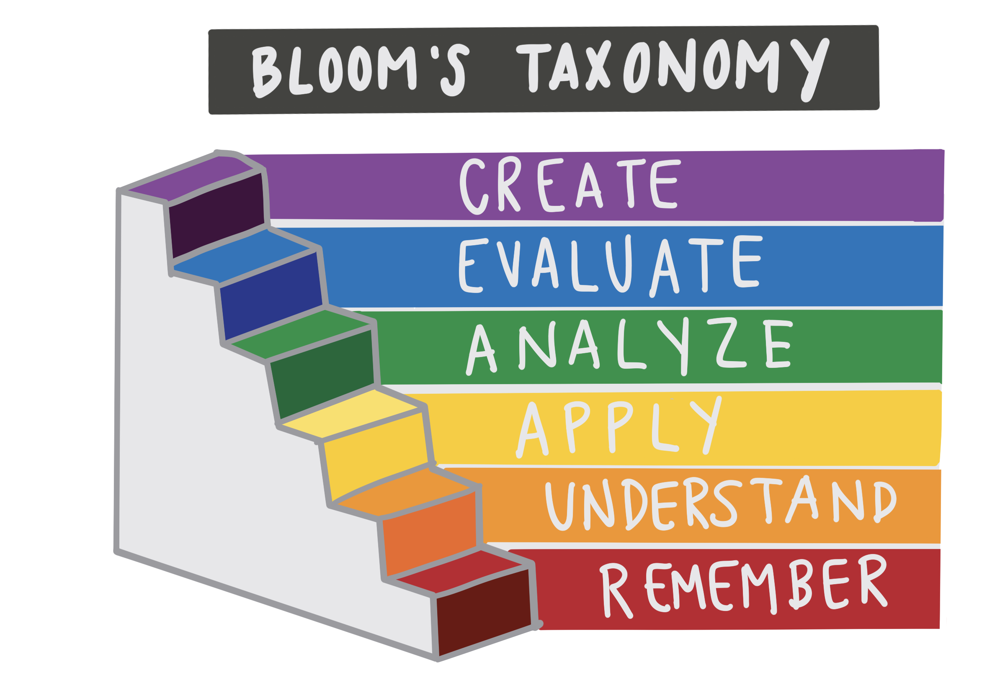 BLOOM'S TAXONOMY
CREATE
EVALUATE
ANALYZE
APPLY
UNDERSTAND
REMEMBER